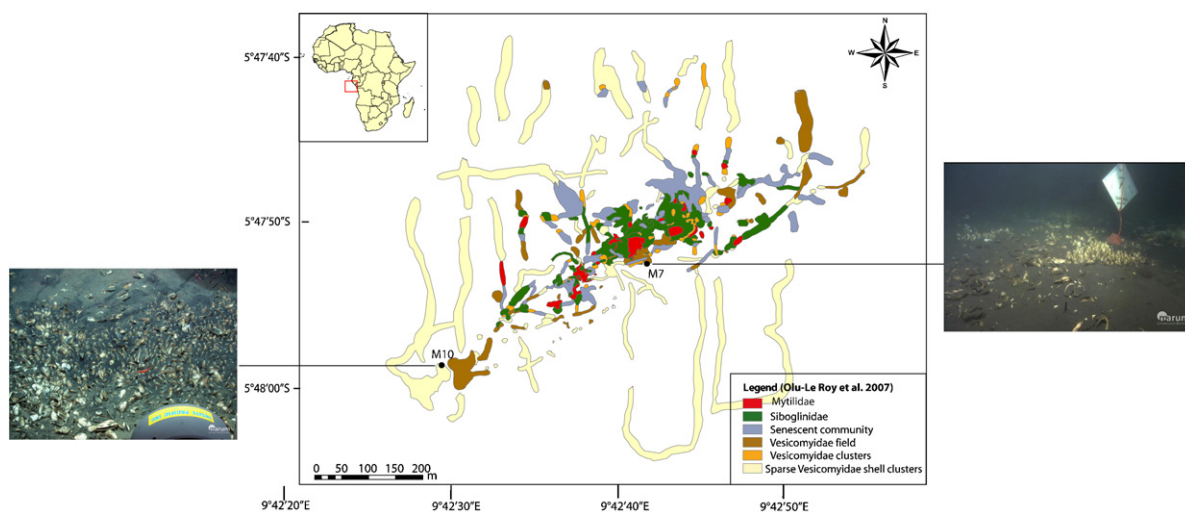 N
W E
S
5°47'40"S
5°47'50"S
M7
M10
5°48'00"S
Legend (Olu-Le Roy et al. 2007)
Mytilidae
Siboglinidae
Senescent community
Vesicomyidae field
Vesicomyidae clusters
Sparse Vesicomyidae shell clusters
0 50 100 150 200
m
9°42'20"E 9°42'30"E 9°42'40"E 9°42'50"E
marum